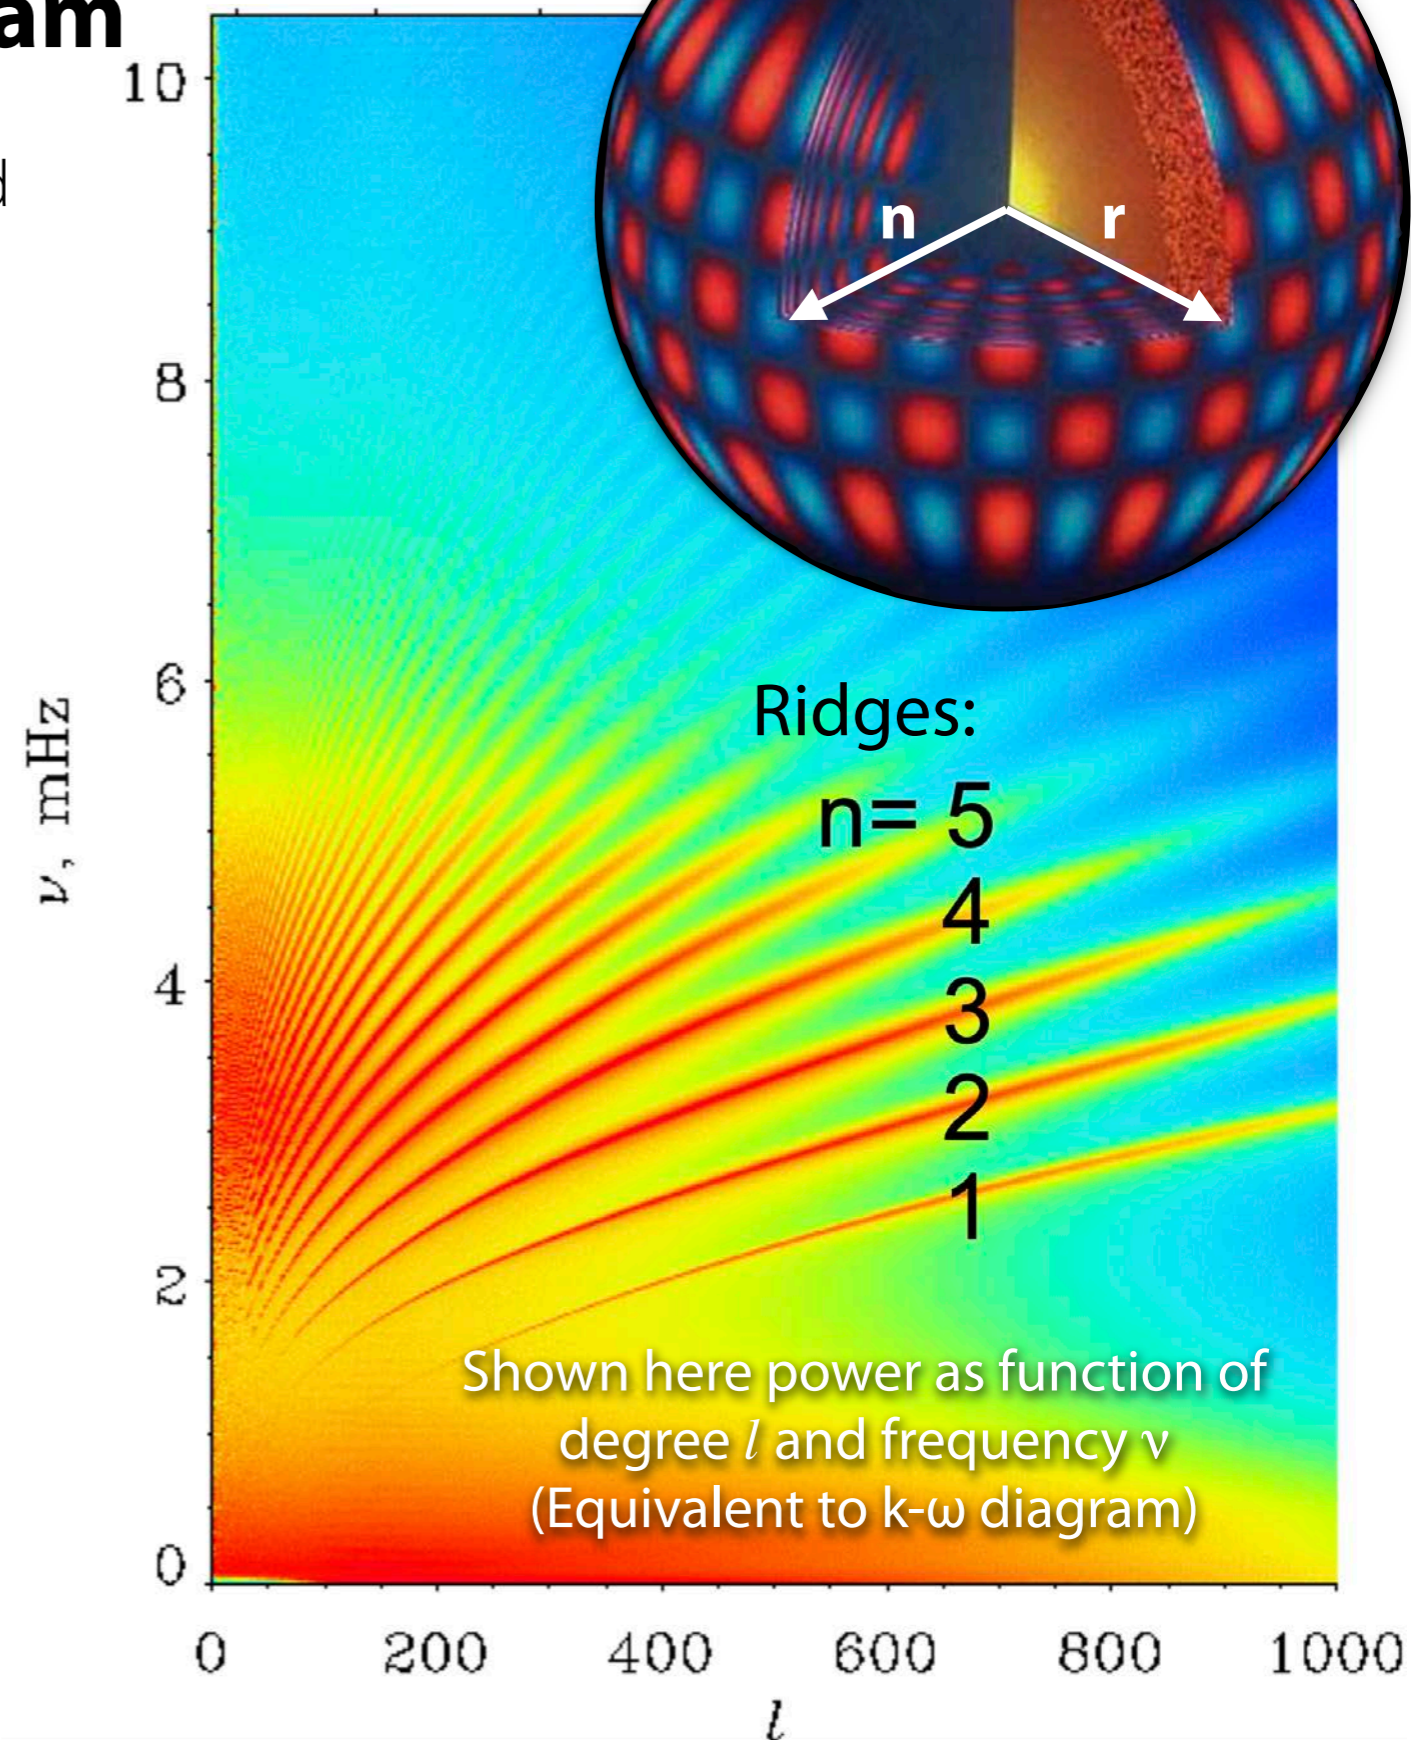 am
d
10
8
6
4
2
0
ν, mHz
n
r
Ridges:
n= 5
4
3
2
1
Shown here power as function of
degree l and frequency ν
(Equivalent to k-ω diagram)
0 200 400 600 800 1000
l